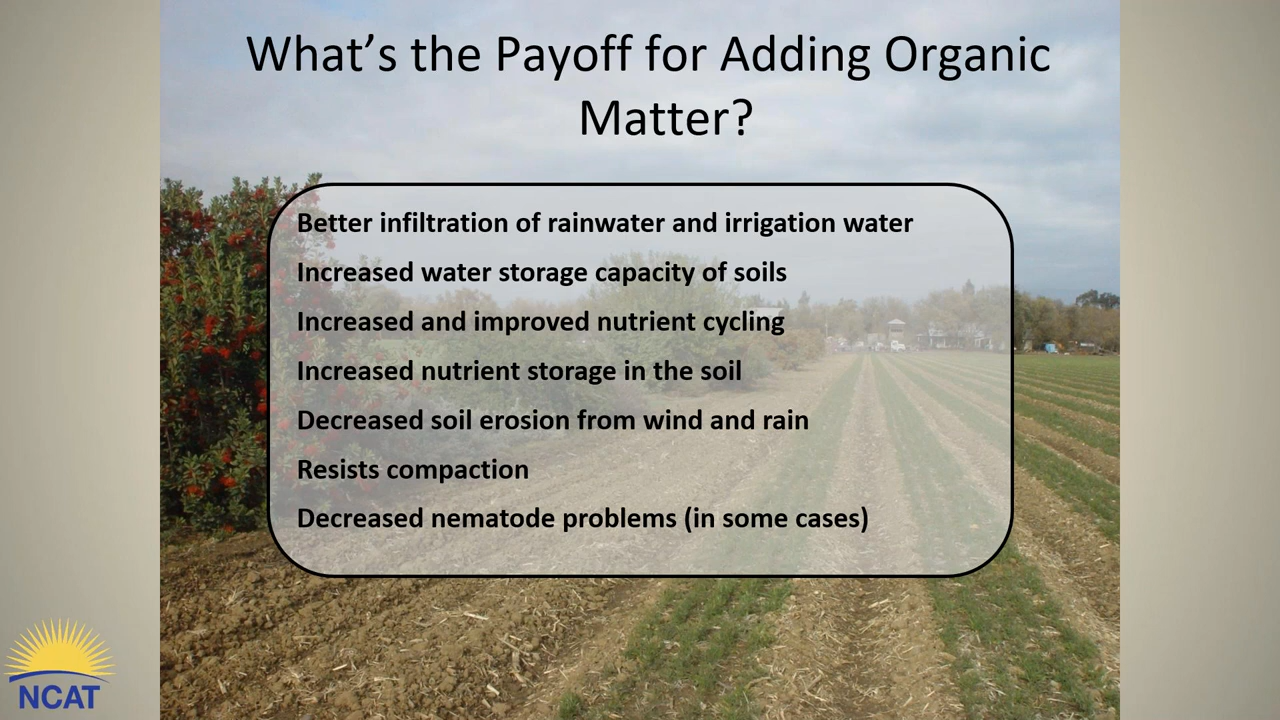 What's the Payoff for Adding Organic
Matter?
Better infiltration of rainwater and irrigation water
Increased water storage capacity of soils
Increased and improved nutrient cycling
Increased nutrient storage in the soil
Decreased soil erosion from wind and rain
Resists compaction
Decreased nematode problems (in some cases)
NCAT